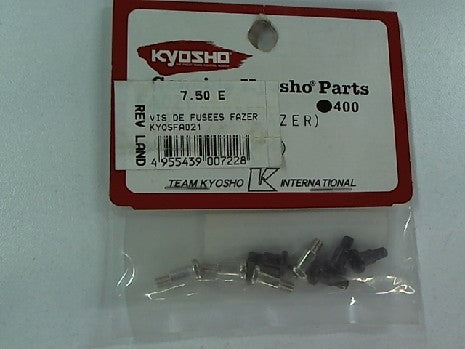 KYOSHO
Kyosho® Parts
7.50 E
400
VIS DE FUSEES FAZER
KYOSFA021
ZER)
REV LAND
4 955439 007228
TEAM KYOSHO K INTERNATIONAL